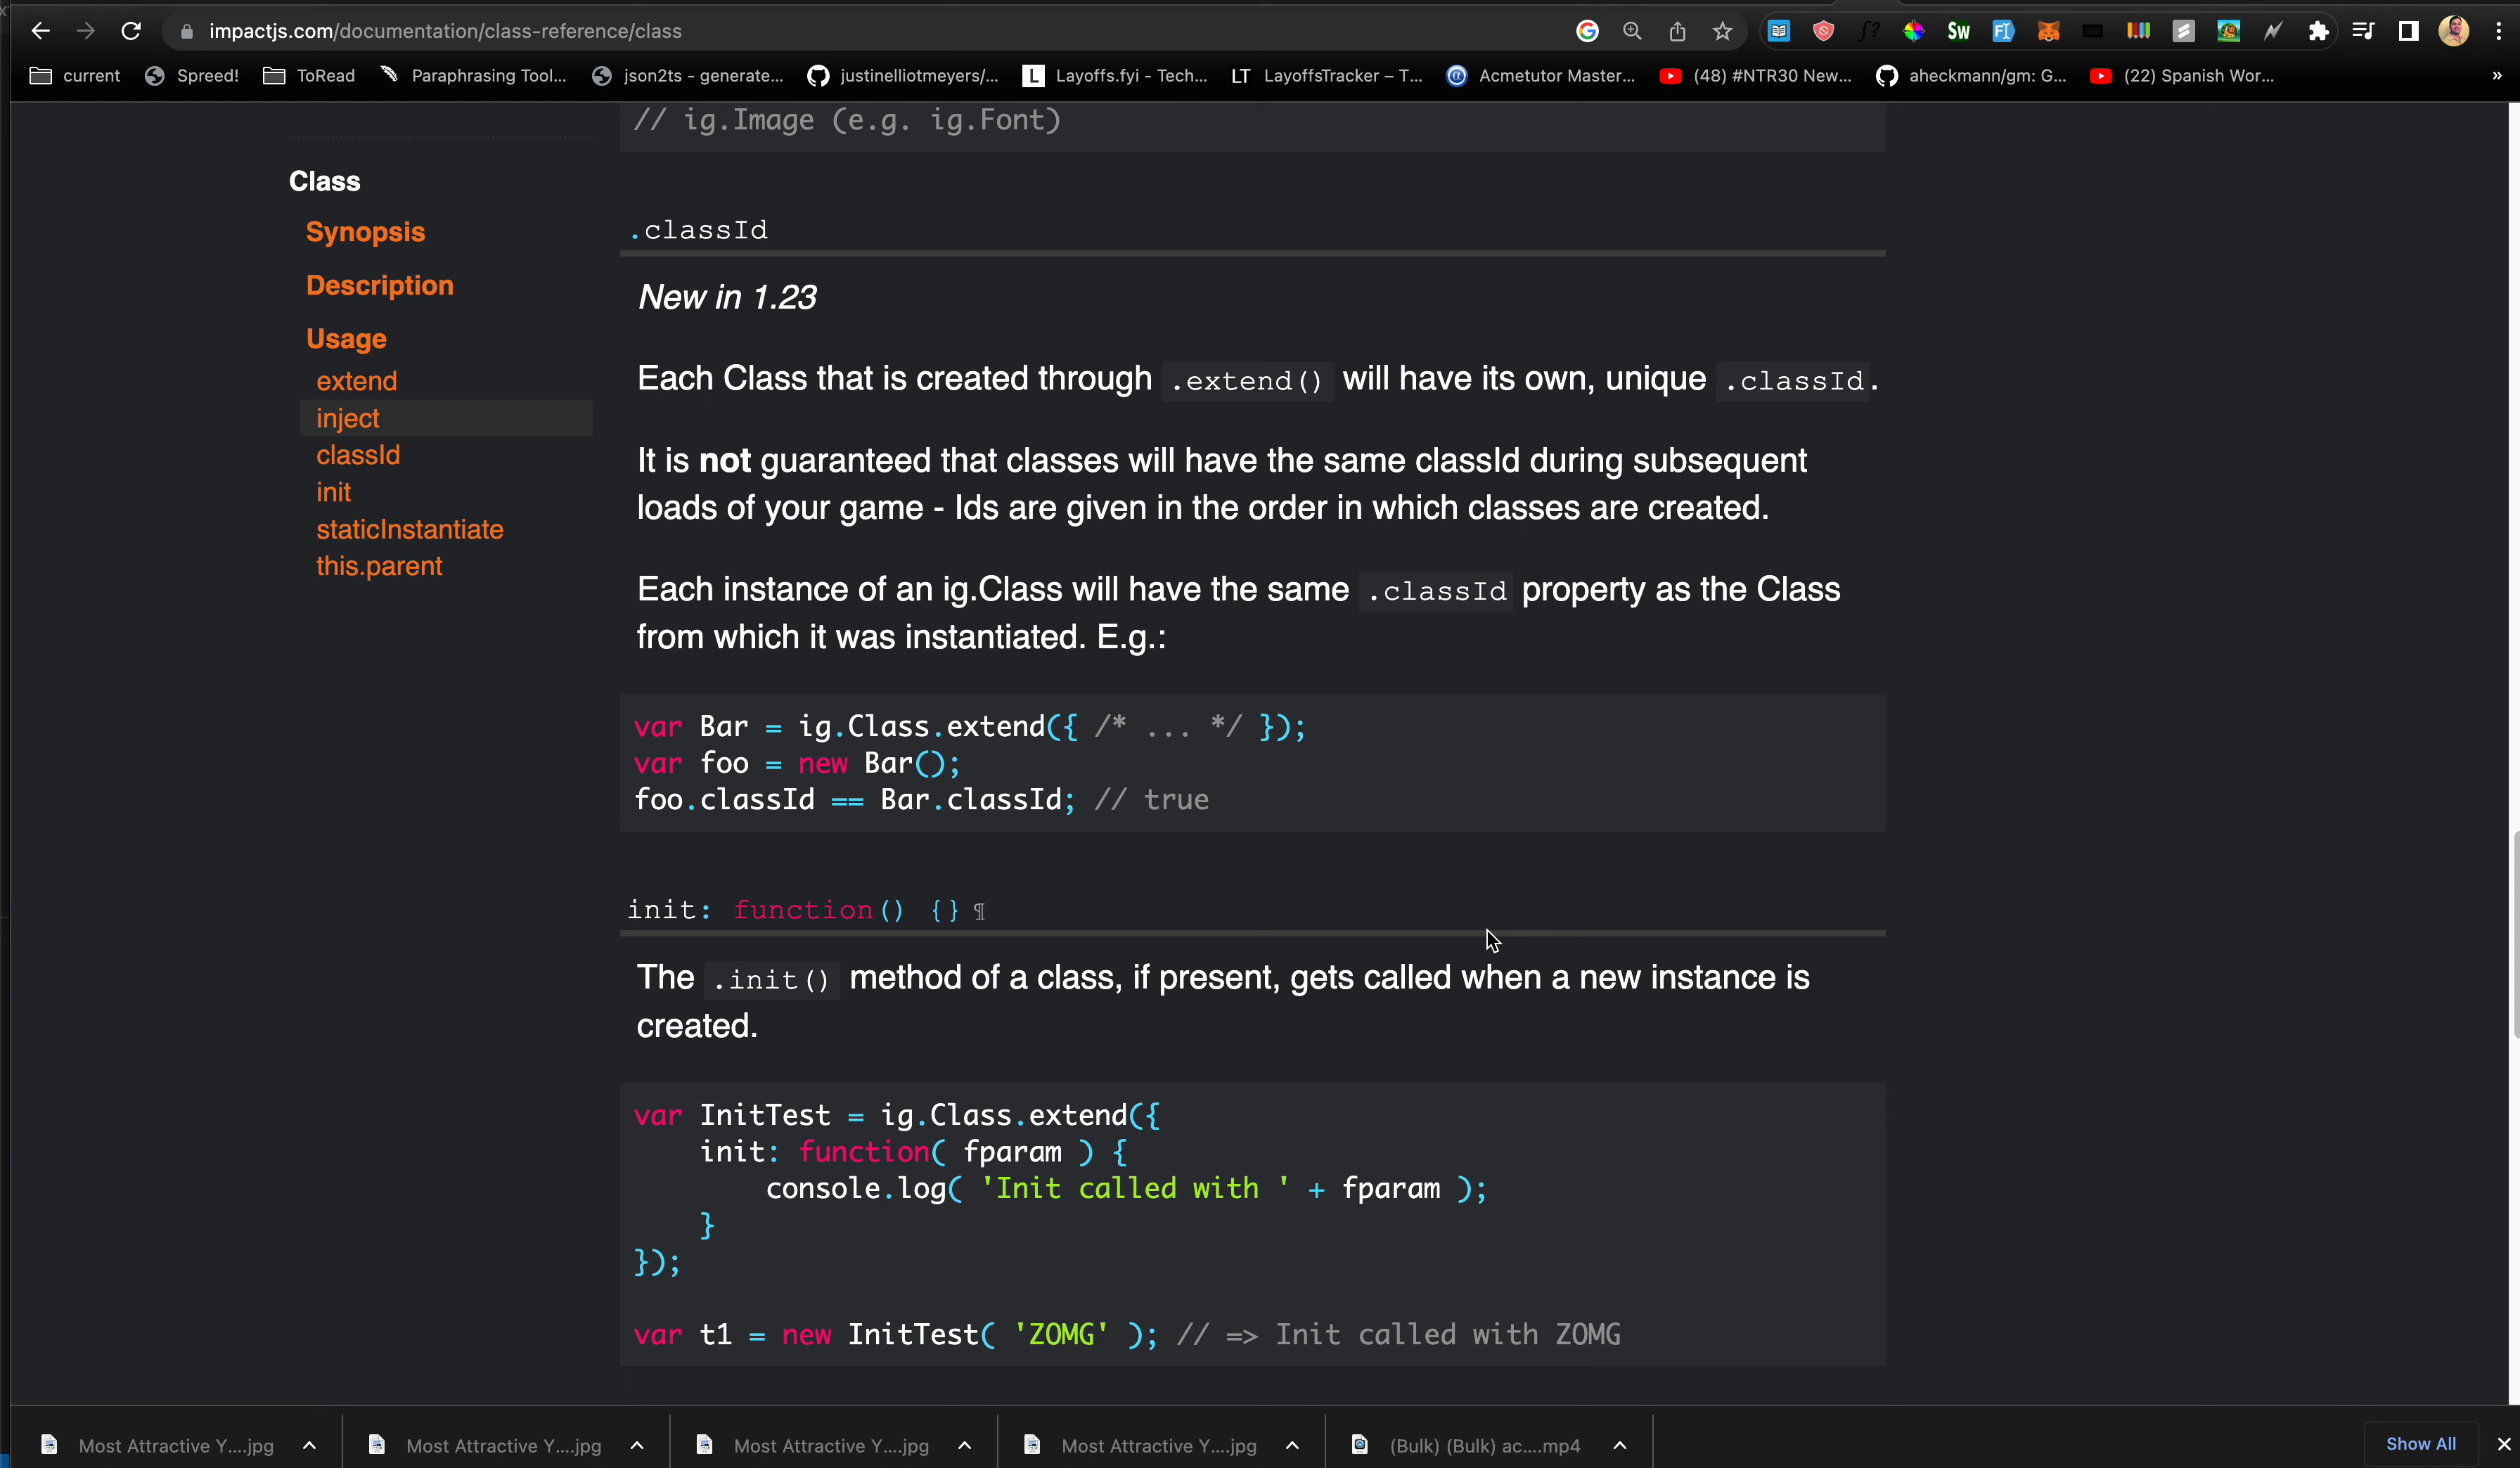 impactjs.com/documentation/class-reference/class
current Spreed! ToRead Paraphrasing Tool... json2ts - generate... justinelliotmeyers/... Layoffs.fyi - Tech... LayoffsTracker – T... Acmetutor Master... (48) #NTR30 New... aheckmann/gm: G... (22) Spanish Wor... »
// ig.Image (e.g. ig.Font)
Class
Synopsis
Description
Usage
extend
inject
classId
init
staticInstantiate
this.parent
.classId
New in 1.23
Each Class that is created through .extend() will have its own, unique .classId.
It is not guaranteed that classes will have the same classId during subsequent
loads of your game - Ids are given in the order in which classes are created.
Each instance of an ig.Class will have the same .classId property as the Class
from which it was instantiated. E.g.:
var Bar = ig.Class.extend({ /* ... */ });
var foo = new Bar();
foo.classId == Bar.classId; // true
init: function() {} ¶
The .init() method of a class, if present, gets called when a new instance is
created.
var InitTest = ig.Class.extend({
init: function( fparam ) {
console.log( 'Init called with ' + fparam );
}
});
var t1 = new InitTest( 'ZOMG' ); // => Init called with ZOMG
Most Attractive Y....jpg Most Attractive Y....jpg Most Attractive Y....jpg Most Attractive Y....jpg (Bulk) (Bulk) ac....mp4 Show All